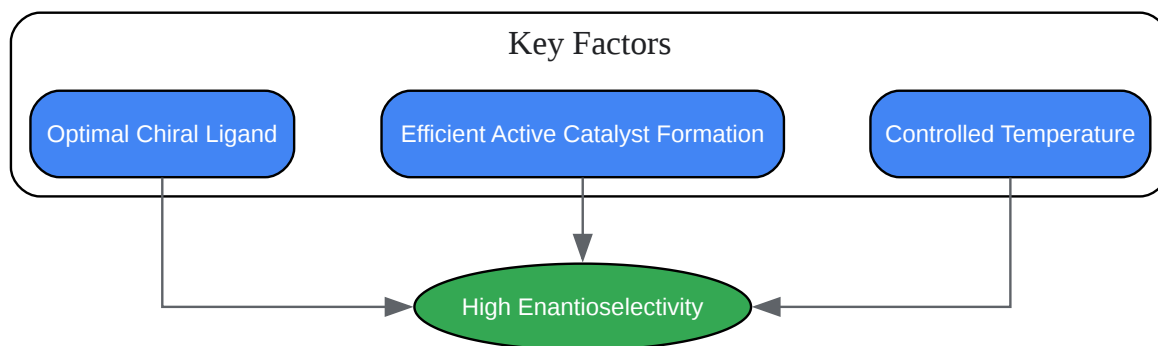 Key Factors
Optimal Chiral Ligand
Efficient Active Catalyst Formation
Controlled Temperature
High Enantioselectivity